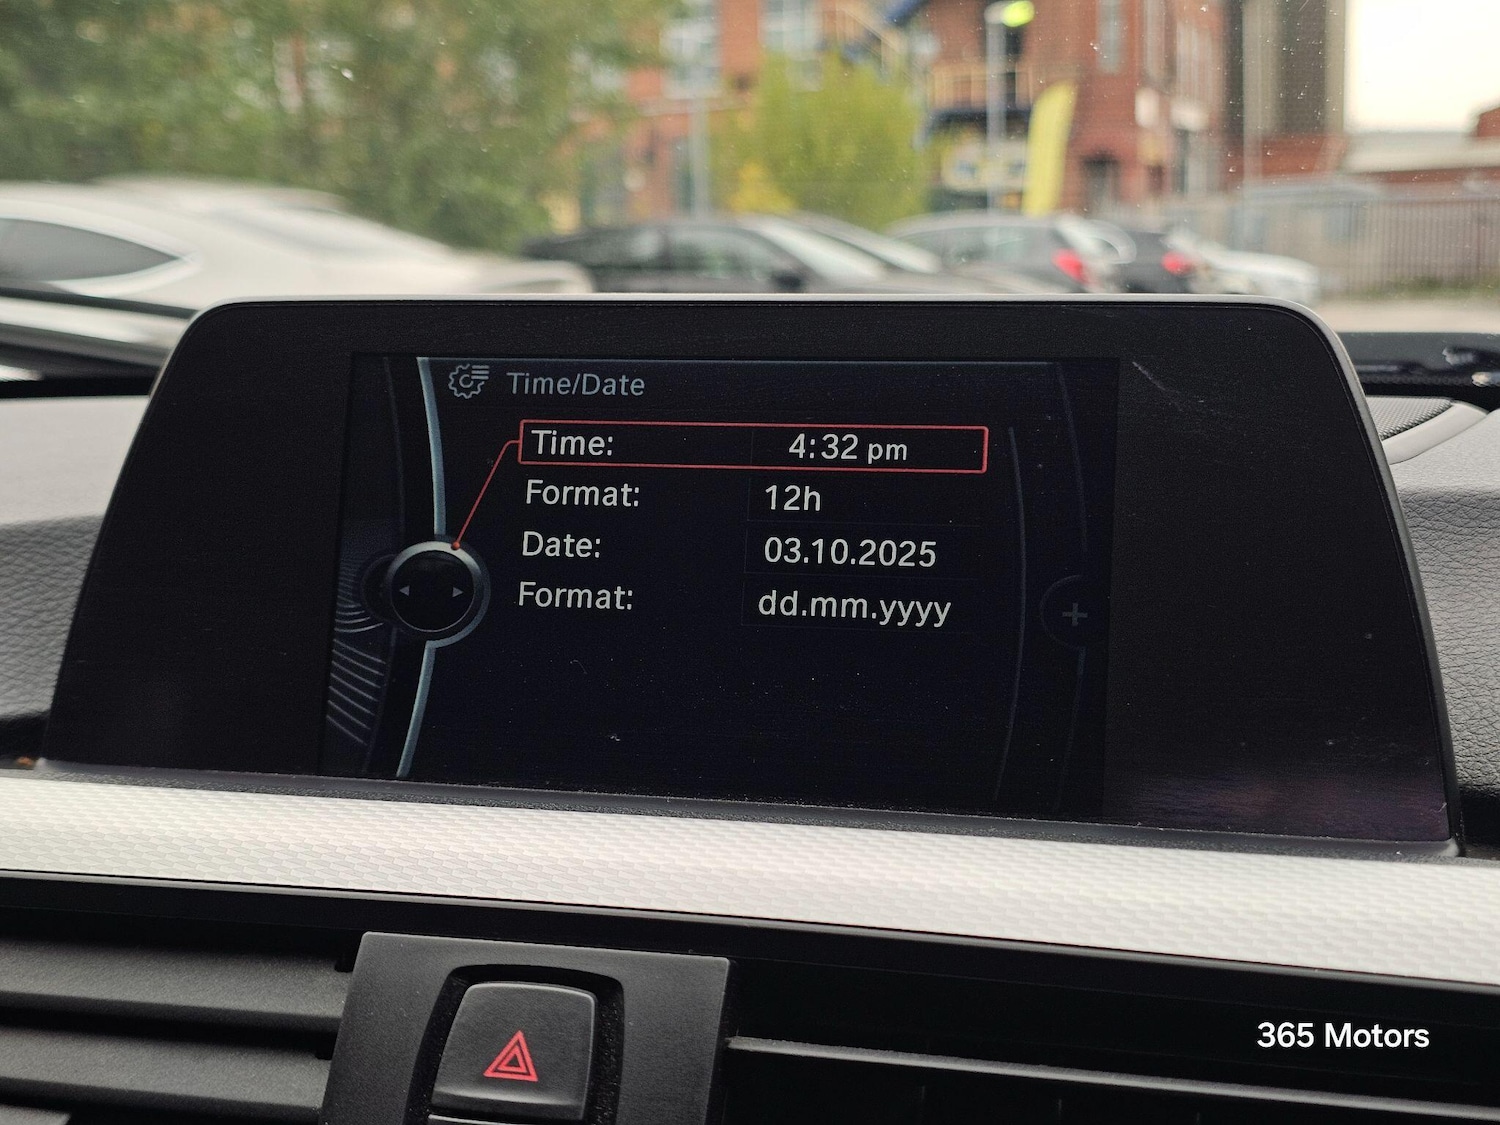 Time/Date
Time: 4:32 pm
Format: 12h
Date: 03.10.2025
Format: dd.mm.yyyy
365 Motors